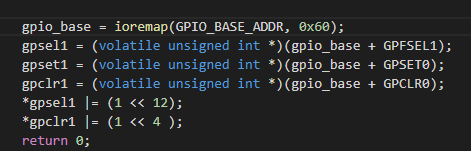 gpio_base = ioremap(GPIO_BASE_ADDR, 0x60);
gpsel1 = (volatile unsigned int *)(gpio_base + GPFSEL1);
gpset1 = (volatile unsigned int *)(gpio_base + GPSET0);
gpclr1 = (volatile unsigned int *)(gpio_base + GPCLR0);
*gpsel1 |= (1 << 12);
*gpclr1 |= (1 << 4 );
return 0;